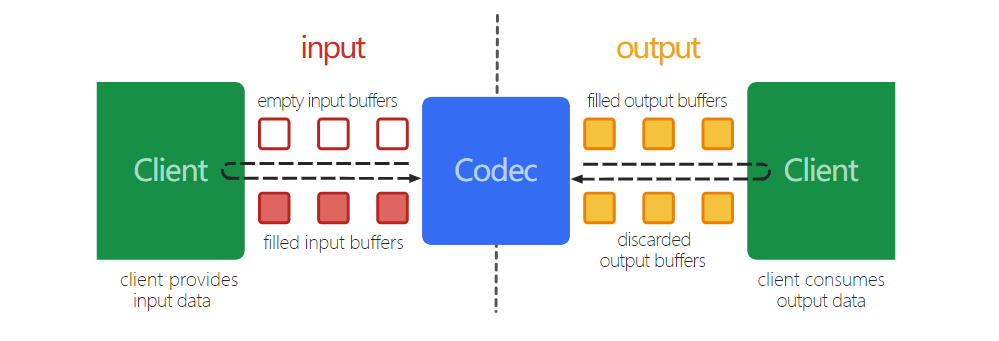 input
output
empty input buffers
filled output buffers
Client
Codec
Client
filled input buffers
discarded
output buffers
client provides
input data
client consumes
output data